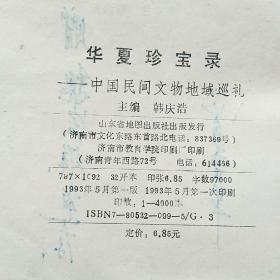 华夏珍宝录
——中国民间文物地域巡礼
主编 韩庆浩
山东省地图出版社出版发行
(济南市文化东路东首路北电话:837369号)
济南市教育学院印刷厂印刷
(济南青年西路72号 电话:614456)
787×1092 32开本 印张6.85 字数97000
1993年5月第一版 1993年5月第一次印刷
印数:1—4000本
ISBN7—80532—099—5/G·3
定价:6.85元